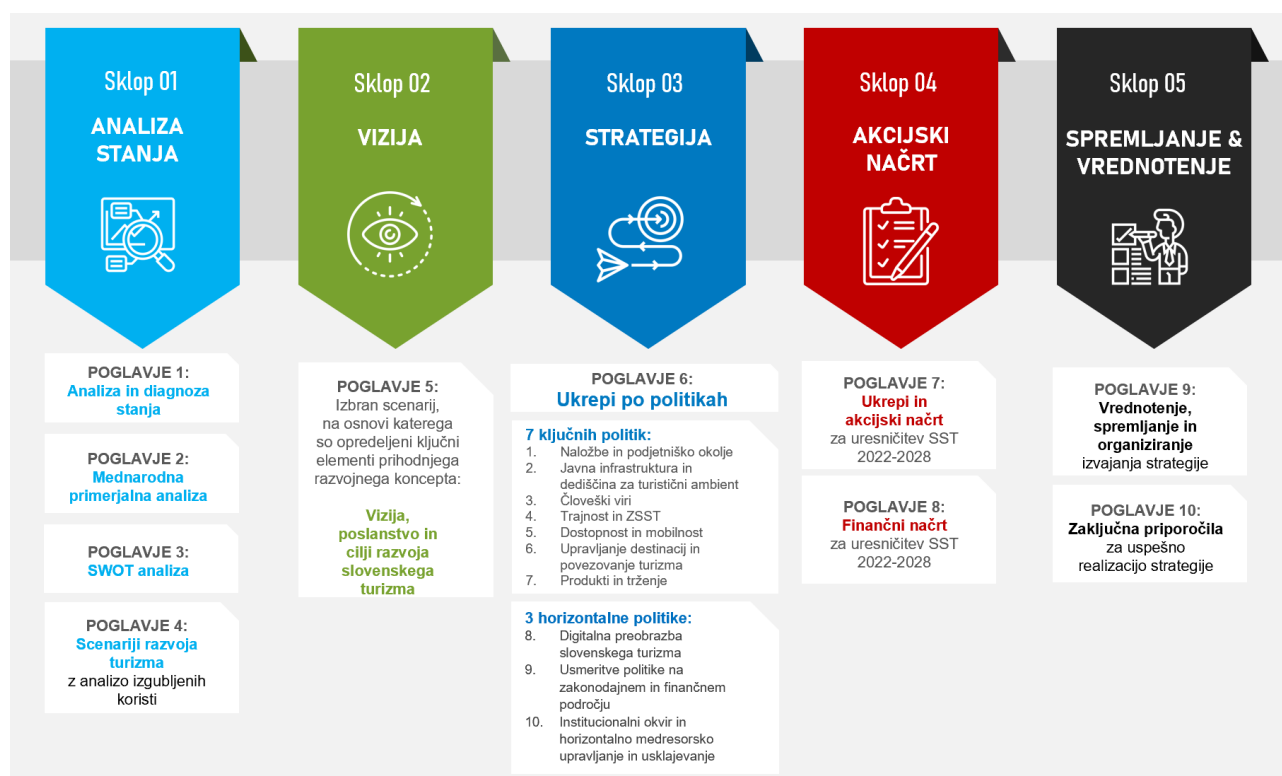 Sklop 01
ANALIZA
STANJA
POGLAVJE 1:
Analiza in diagnoza
stanja
POGLAVJE 2:
Mednarodna
primerjalna analiza
POGLAVJE 3:
SWOT analiza
POGLAVJE 4:
Scenariji razvoja
turizma
z analizo izgubljenih
koristi
Sklop 02
VIZIJA
POGLAVJE 5:
Izbran scenarij,
na osnovi katerega
so opredeljeni ključni
elementi prihodnjega
razvojnega koncepta:
Vizija,
poslanstvo in
cilji razvoja
slovenskega
turizma
Sklop 03
STRATEGIJA
POGLAVJE 6:
Ukrepi po politikah
7 ključnih politik:
1. Naložbe in podjetniško okolje
2. Javna infrastruktura in
dediščina za turistični ambient
3. Človeški viri
4. Trajnost in ZSST
5. Dostopnost in mobilnost
6. Upravljanje destinacij in
povezovanje turizma
7. Produkti in trženje
3 horizontalne politike:
8. Digitalna preobrazba
slovenskega turizma
9. Usmeritve politike na
zakonodajnem in finančnem
področju
10. Institucionalni okvir in
horizontalno medresorsko
upravljanje in usklajevanje
Sklop 04
AKCIJSKI
NAČRT
POGLAVJE 7:
Ukrepi in
akcijski načrt
za uresničitev SST
2022-2028
POGLAVJE 8:
Finančni načrt
za uresničitev SST
2022-2028
Sklop 05
SPREMLJANJE &
VREDNOTENJE
POGLAVJE 9:
Vrednotenje,
spremljanje in
organiziranje
izvajanja strategije
POGLAVJE 10:
Zaključna priporočila
za uspešno
realizacijo strategije